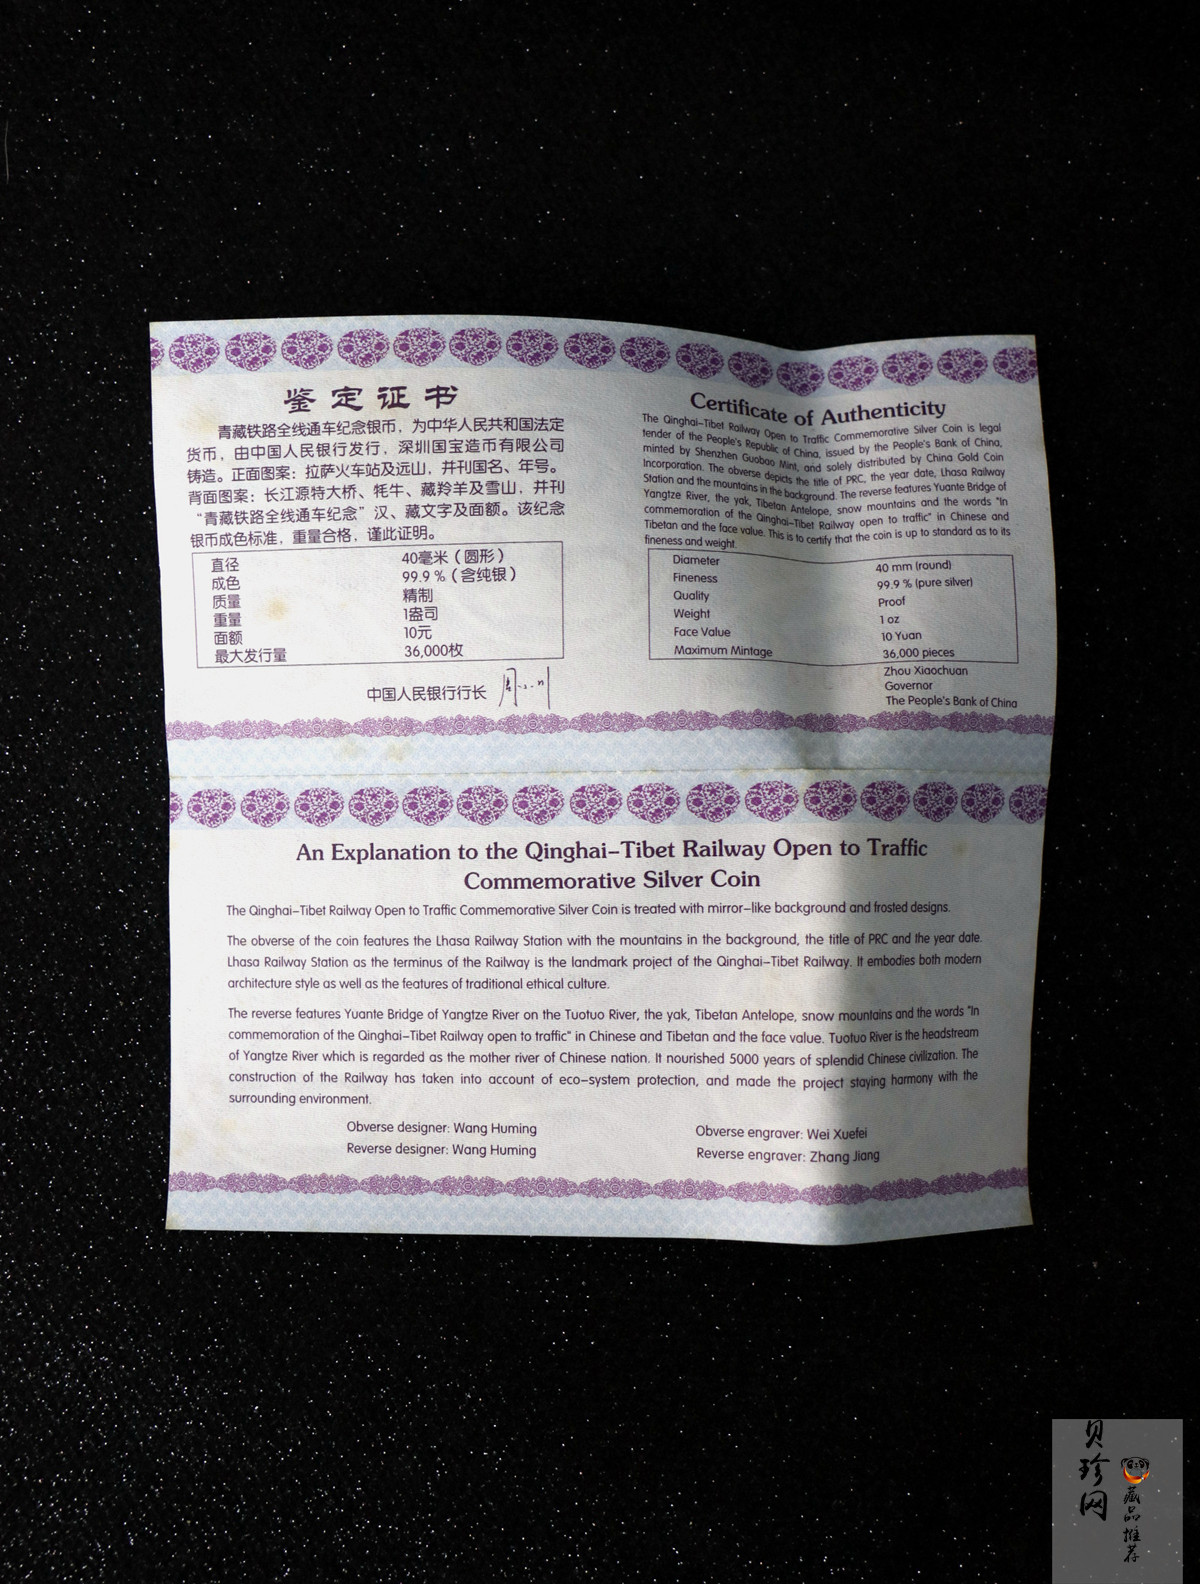 鉴定证书
青藏铁路全线通车纪念银币，为中华人民共和国法定
货币，由中国人民银行发行，深圳国宝造币有限公司
铸造。正面图案：拉萨火车站及远山，并刊国名、年号。
背面图案：长江源特大桥、牦牛、藏羚羊及雪山，并刊
“青藏铁路全线通车纪念”汉、藏文字及面额。该纪念
银币成色标准，重量合格，谨此证明。
直径 40毫米（圆形）
成色 99.9％（含纯银）
质量 精制
重量 1盎司
面额 10元
最大发行量 36,000枚
中国人民银行行长
Certificate of Authenticity
The Qinghai-Tibet Railway Open to Traffic Commemorative Silver Coin is legal
tender of the People's Republic of China, issued by the People's Bank of China,
minted by Shenzhen Guobao Mint, and solely distributed by China Gold Coin
Incorporation. The obverse depicts the title of PRC, the year date, Lhasa Railway
Station and the mountains in the background. The reverse features Yuante Bridge of
Yangtze River, the yak, Tibetan Antelope, snow mountains and the words "In
commemoration of the Qinghai-Tibet Railway open to traffic" in Chinese and
Tibetan and the face value. This is to certify that the coin is up to standard as to its
fineness and weight.
Diameter 40 mm (round)
Fineness 99.9 % (pure silver)
Quality Proof
Weight 1 oz
Face Value 10 Yuan
Maximum Mintage 36,000 pieces
Zhou Xiaochuan
Governor
The People's Bank of China
An Explanation to the Qinghai-Tibet Railway Open to Traffic
Commemorative Silver Coin
The Qinghai-Tibet Railway Open to Traffic Commemorative Silver Coin is treated with mirror-like background and frosted designs.
The obverse of the coin features the Lhasa Railway Station with the mountains in the background, the title of PRC and the year date.
Lhasa Railway Station as the terminus of the Railway is the landmark project of the Qinghai-Tibet Railway. It embodies both modern
architecture style as well as the features of traditional ethical culture.
The reverse features Yuante Bridge of Yangtze River on the Tuotuo River, the yak, Tibetan Antelope, snow mountains and the words "In
commemoration of the Qinghai-Tibet Railway open to traffic" in Chinese and Tibetan and the face value. Tuotuo River is the headstream
of Yangtze River which is regarded as the mother river of Chinese nation. It nourished 5000 years of splendid Chinese civilization. The
construction of the Railway has taken into account of eco-system protection, and made the project staying harmony with the
surrounding environment.
Obverse designer: Wang Huming
Reverse designer: Wang Huming
Obverse engraver: Wei Xuefei
Reverse engraver: Zhang Jiang
贝珍网
藏品推荐